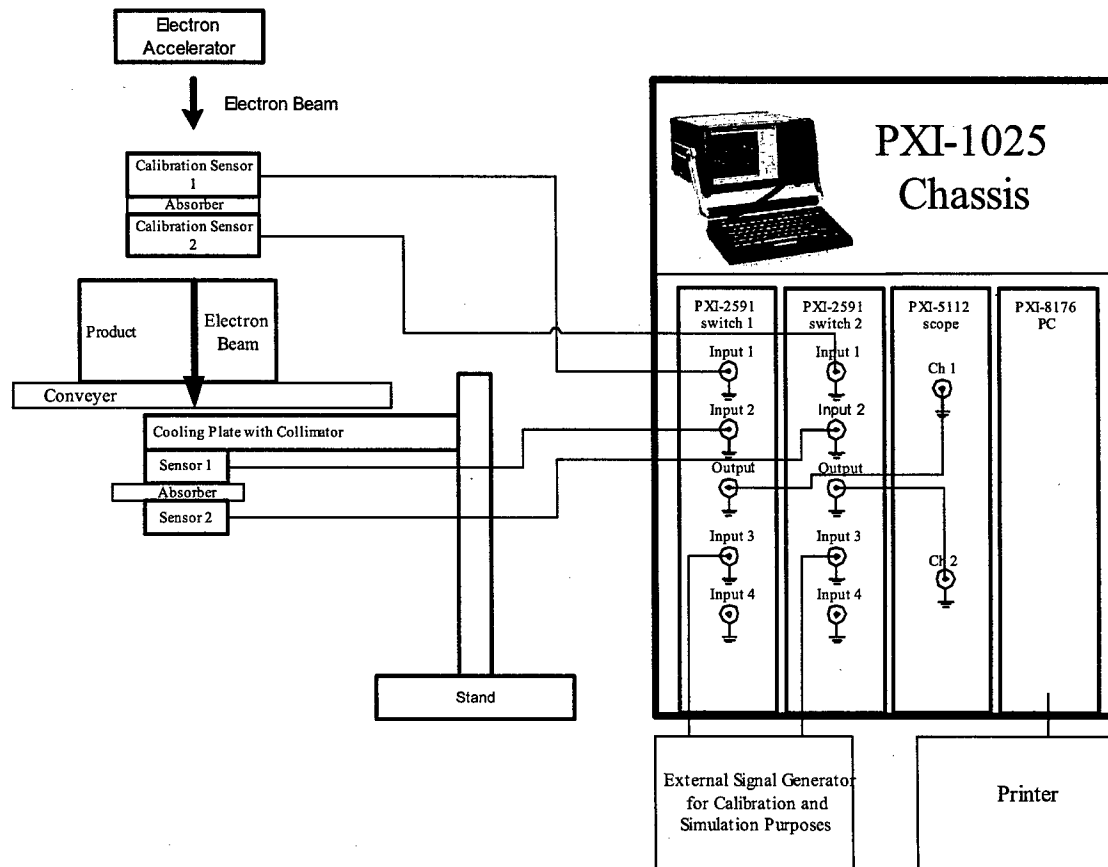 Electron
Accelerator
Electron Beam
Calibration Sensor
1
Absorber
Calibration Sensor
2
Product
Electron
Beam
Conveyer
Cooling Plate with Collimator
Sensor 1
Absorber
Sensor 2
Stand
PXI-1025
Chassis
PXI-2591
switch 1
Input 1
Input 2
Output
Input 3
Input 4
PXI-2591
switch 2
Input 1
Input 2
Output
Input 3
Input 4
PXI-5112
scope
Ch 1
Ch 2
PXI-8176
PC
External Signal Generator
for Calibration and
Simulation Purposes
Printer